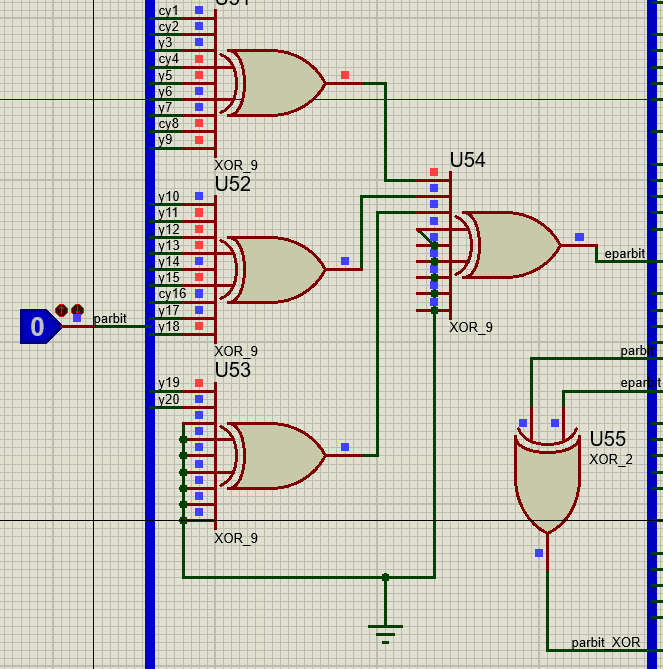 cy1
cy2
y3
cy4
y5
y6
y7
cy8
y9
XOR_9
U52
y10
y11
y12
y13
y14
y15
cy16
y17
y18
XOR_9
U53
y19
y20
XOR_9
U54
XOR_9
eparbit
0
parbit
parbit
eparbit
U55
XOR_2
parbit_XOR